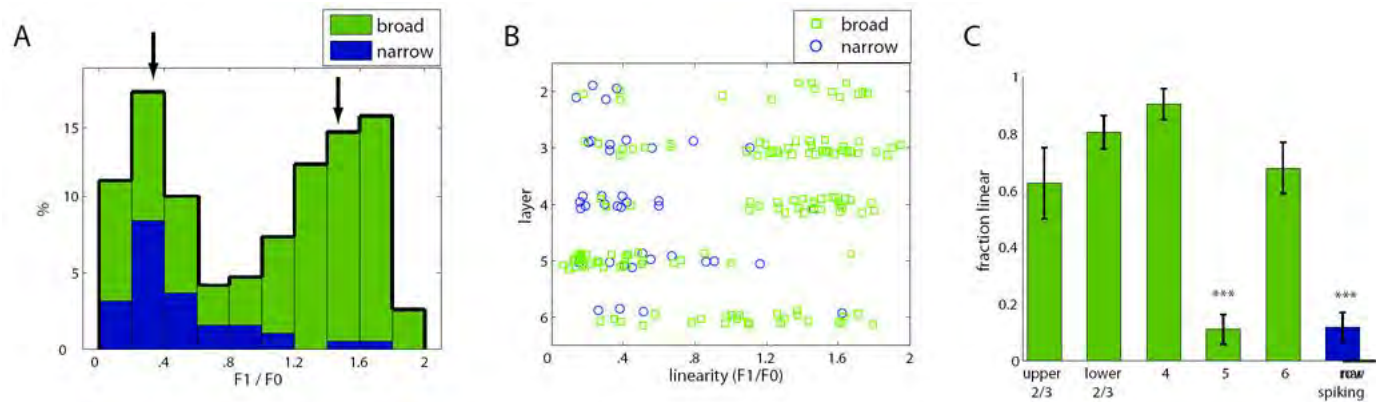 A
broad
narrow
15
10
5
0
%
0
.4
.8
1.2
1.6
2
F1 / F0
B
broad
narrow
2
3
4
5
6
layer
0
.4
.8
1.2
1.6
2
linearity (F1/F0)
C
1
0.8
0.6
0.4
0.2
0
fraction linear
***
***
upper
2/3
lower
2/3
4
5
6
row
spiking